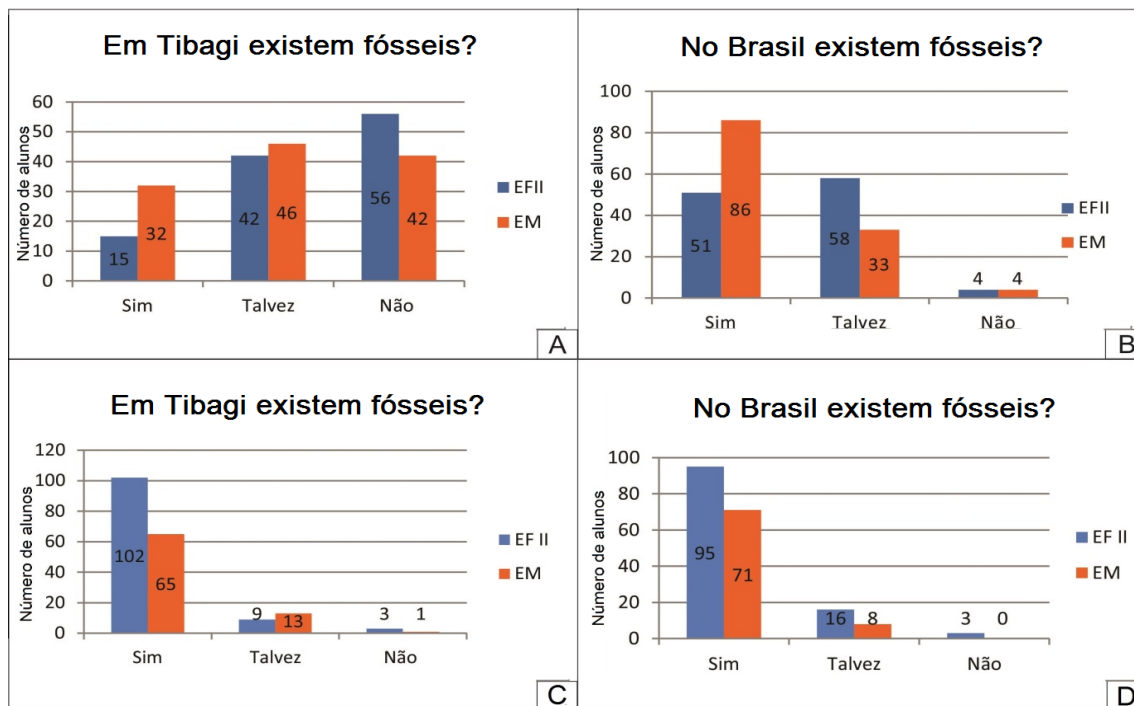 Em Tibagi existem fósseis?
Número de alunos
60
50
40
30
20
10
0
15
32
42
46
56
42
Sim
Talvez
Não
EFII
EM
A
No Brasil existem fósseis?
Número de alunos
100
80
60
40
20
0
51
86
58
33
4
4
Sim
Talvez
Não
EFII
EM
B
Em Tibagi existem fósseis?
Número de alunos
120
100
80
60
40
20
0
102
65
9
13
3
1
Sim
Talvez
Não
EF II
EM
C
No Brasil existem fósseis?
Número de alunos
100
80
60
40
20
0
95
71
16
8
3
0
Sim
Talvez
Não
EF II
EM
D